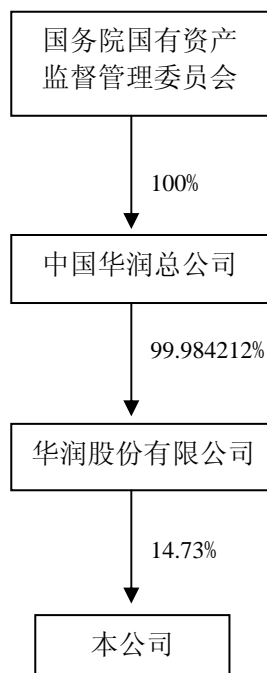 国务院国有资产
监督管理委员会
100%
中国华润总公司
99.984212%
华润股份有限公司
14.73%
本公司